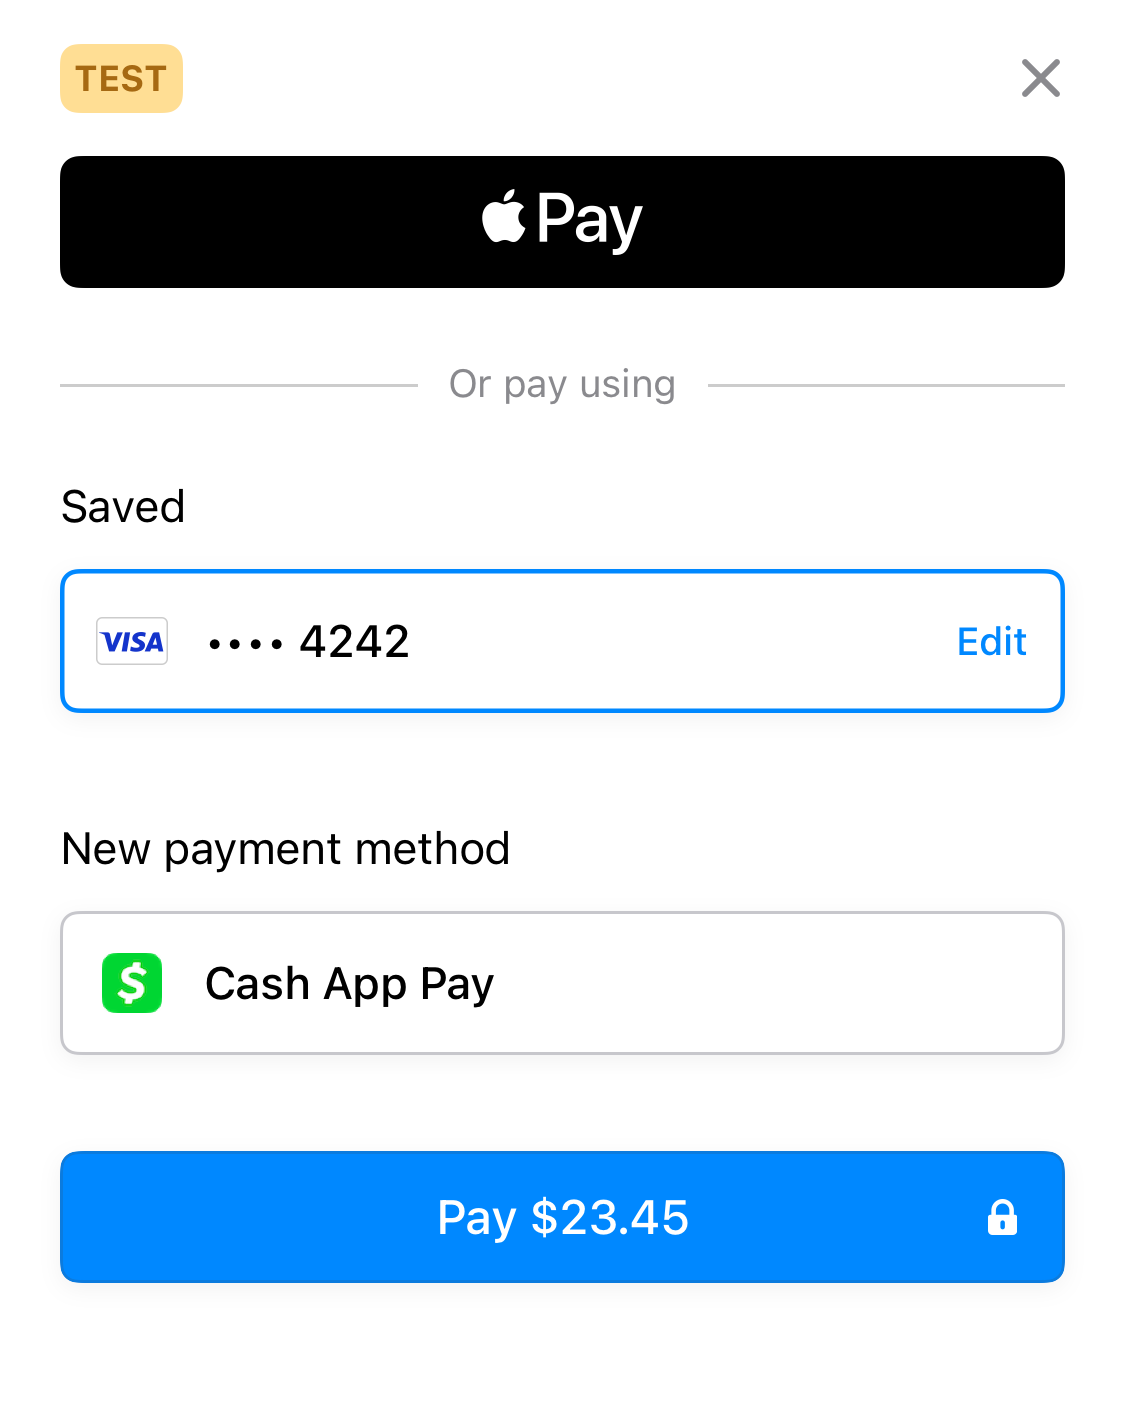 TEST
Pay
Or pay using
Saved
VISA •••• 4242 Edit
New payment method
$ Cash App Pay
Pay $23.45